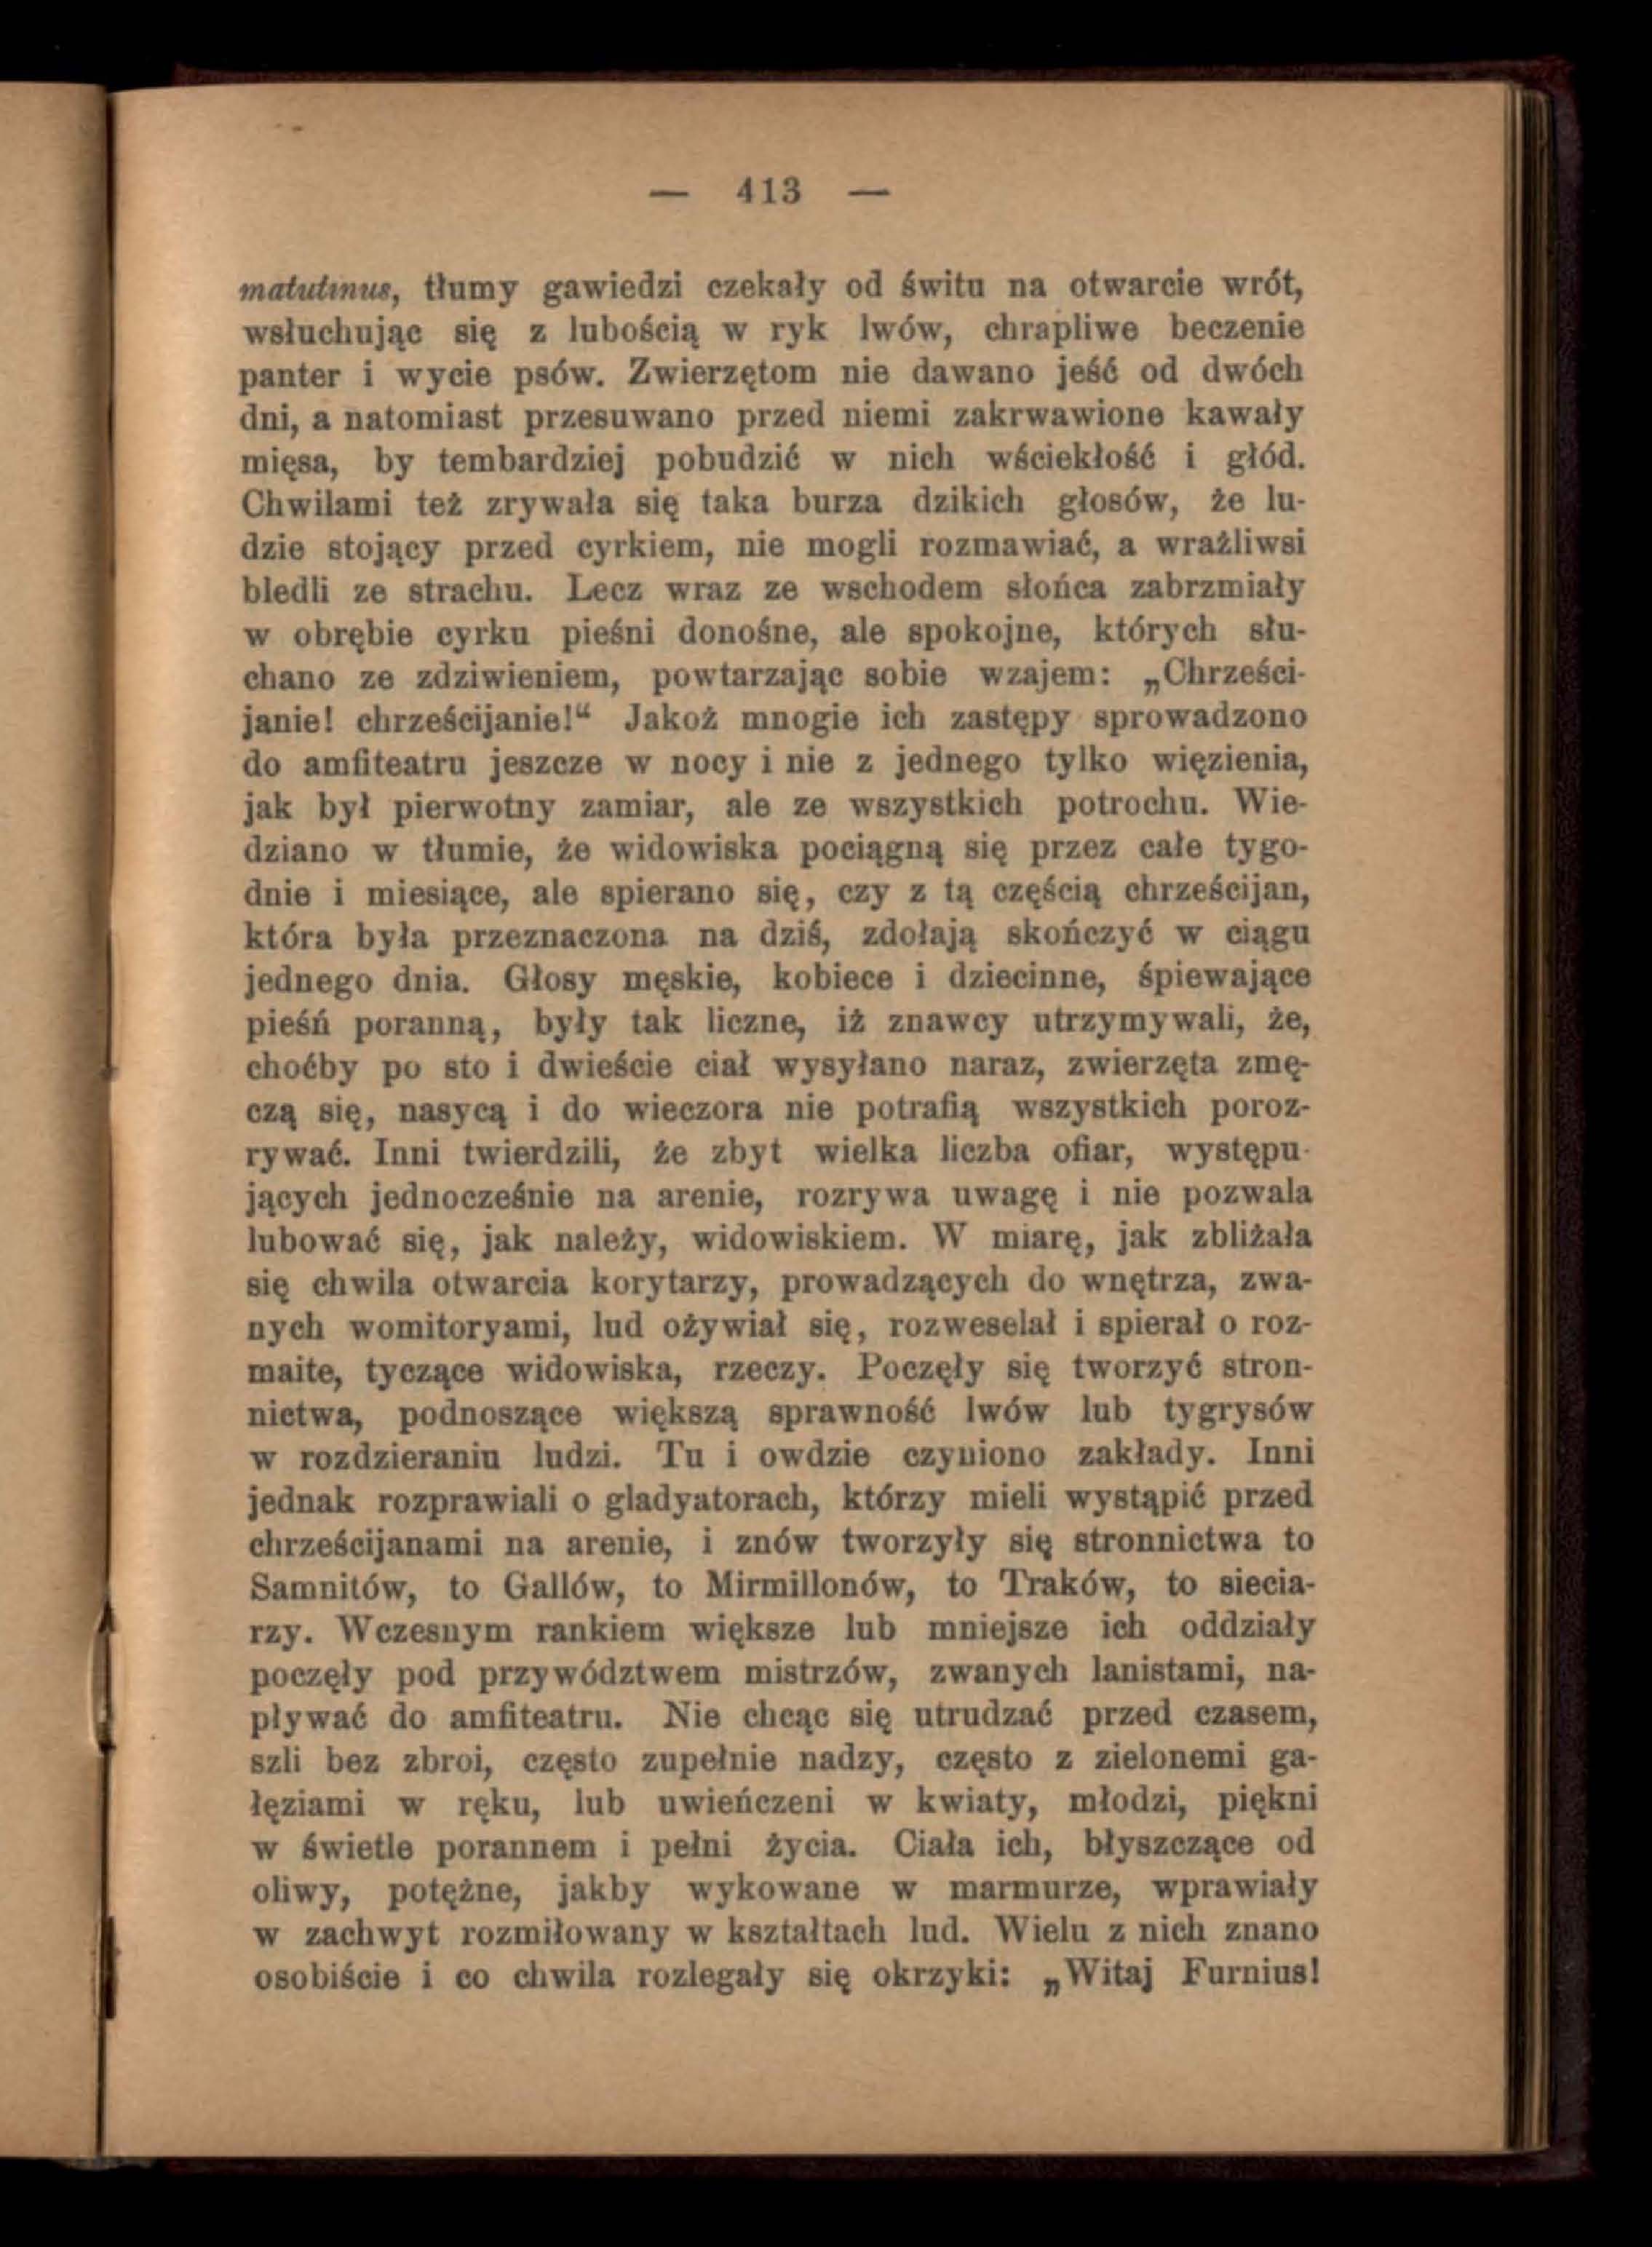 — 413 —
matutinus, tłumy gawiedzi czekały od świtu na otwarcie wrót,
wsłuchując się z lubością w ryk lwów, chrapliwe beczenie
panter i wycie psów. Zwierzętom nie dawano jeść od dwóch
dni, a natomiast przesuwano przed niemi zakrwawione kawały
mięsa, by tembardziej pobudzić w nich wściekłość i głód.
Chwilami też zrywała się taka burza dzikich głosów, że lu-
dzie stojący przed cyrkiem, nie mogli rozmawiać, a wrażliwsi
bledli ze strachu. Lecz wraz ze wschodem słońca zabrzmiały
w obrębie cyrku pieśni donośne, ale spokojne, których słu-
chano ze zdziwieniem, powtarzając sobie wzajem: „Chrześci-
janie! chrześcijanie!“ Jakoż mnogie ich zastępy sprowadzono
do amfiteatru jeszcze w nocy i nie z jednego tylko więzienia,
jak był pierwotny zamiar, ale ze wszystkich potrochu. Wie-
dziano w tłumie, że widowiska pociągną się przez całe tygo-
dnie i miesiące, ale spierano się, czy z tą częścią chrześcijan,
która była przeznaczona na dziś, zdołają skończyć w ciągu
jednego dnia. Głosy męskie, kobiece i dziecinne, śpiewające
pieśń poranną, były tak liczne, iż znawcy utrzymywali, że,
choćby po sto i dwieście ciał wysyłano naraz, zwierzęta zmę-
czą się, nasycą i do wieczora nie potrafią wszystkich poroz-
rywać. Inni twierdzili, że zbyt wielka liczba ofiar, występu-
jących jednocześnie na arenie, rozrywa uwagę i nie pozwala
lubować się, jak należy, widowiskiem. W miarę, jak zbliżała
się chwila otwarcia korytarzy, prowadzących do wnętrza, zwa-
nych womitoryami, lud ożywiał się, rozweselał i spierał o roz-
maite, tyczące widowiska, rzeczy. Poczęły się tworzyć stron-
nictwa, podnoszące większą sprawność lwów lub tygrysów
w rozdzieraniu ludzi. Tu i owdzie czyniono zakłady. Inni
jednak rozprawiali o gladyatorach, którzy mieli wystąpić przed
chrześcijanami na arenie, i znów tworzyły się stronnictwa to
Samnitów, to Gallów, to Mirmillonów, to Traków, to siecia-
rzy. Wczesnym rankiem większe lub mniejsze ich oddziały
poczęły pod przywództwem mistrzów, zwanych lanistami, na-
pływać do amfiteatru. Nie chcąc się utrudzać przed czasem,
szli bez zbroi, często zupełnie nadzy, często z zielonemi ga-
łęziami w ręku, lub uwieńczeni w kwiaty, młodzi, piękni
w świetle porannem i pełni życia. Ciała ich, błyszczące od
oliwy, potężne, jakby wykowane w marmurze, wprawiały
w zachwyt rozmiłowany w kształtach lud. Wielu z nich znano
osobiście i co chwila rozlegały się okrzyki: „Witaj Furnius!